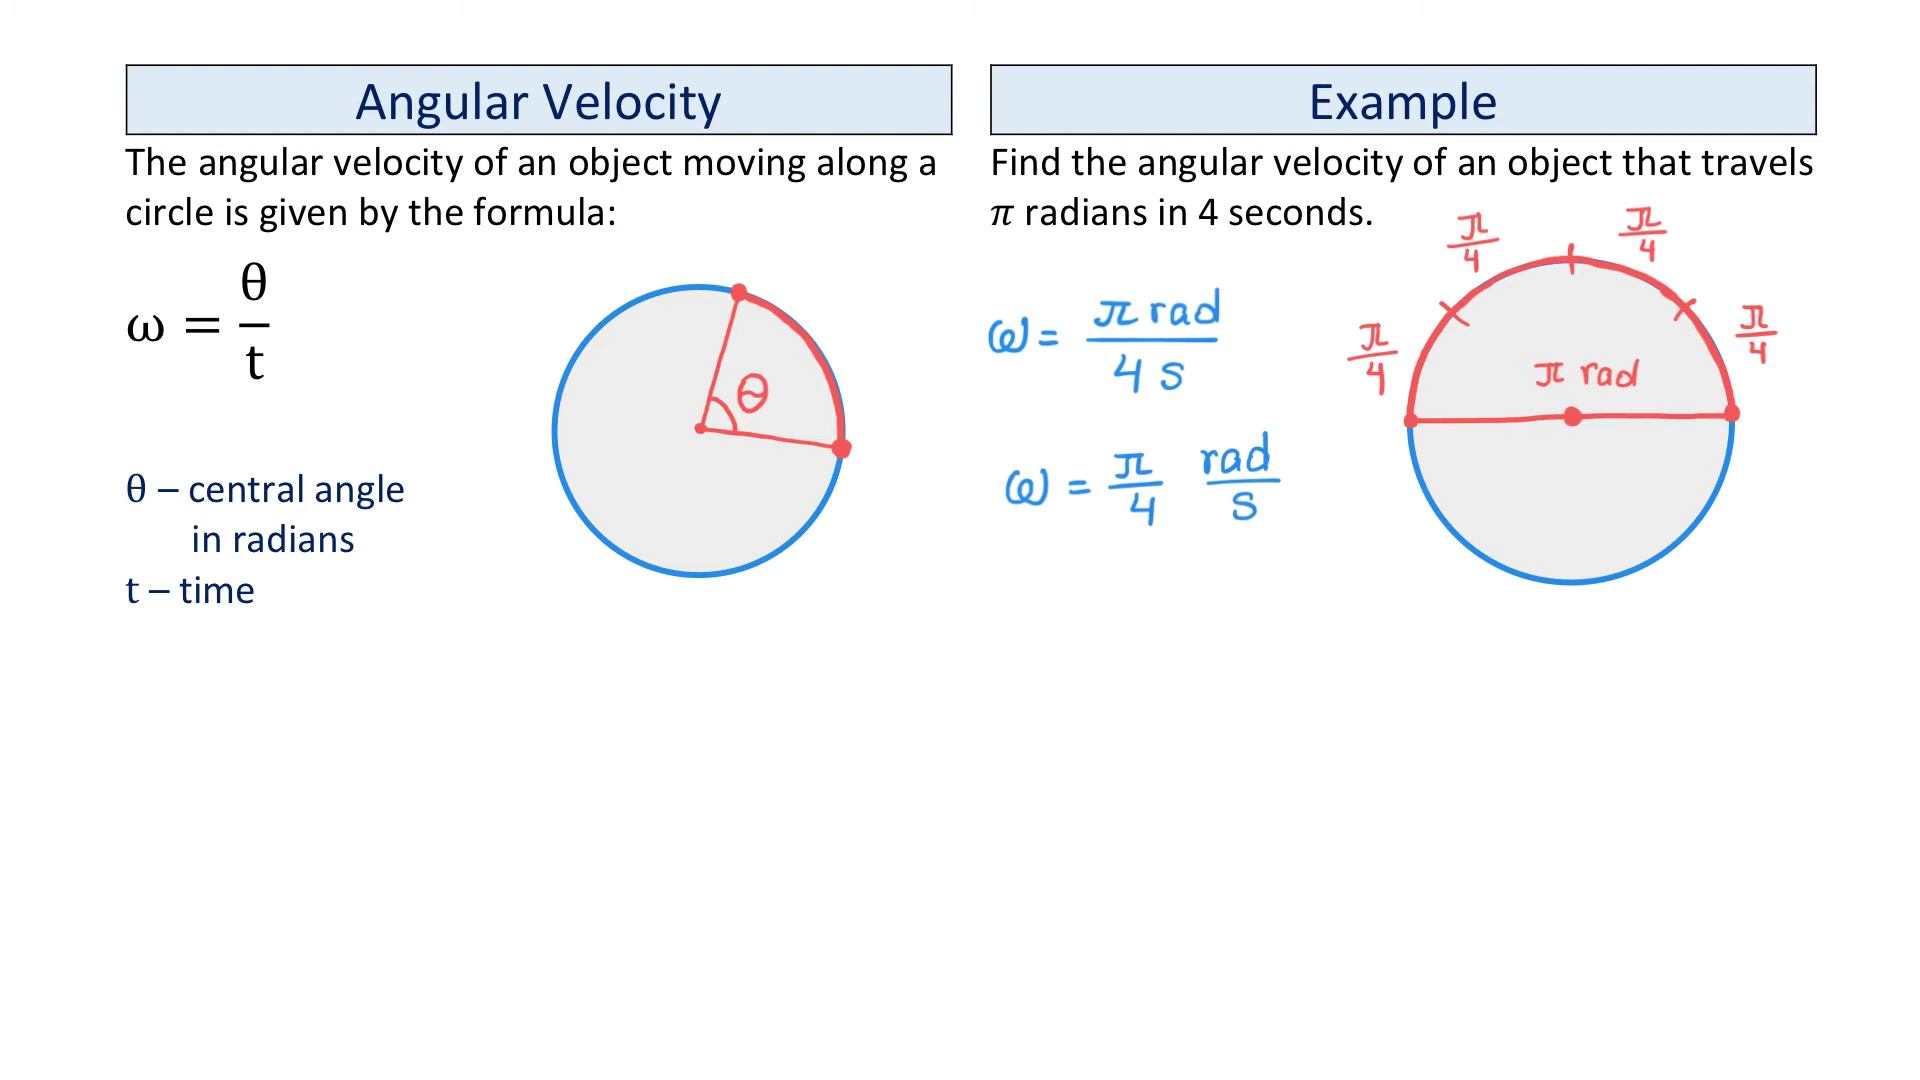 Angular Velocity
The angular velocity of an object moving along a
circle is given by the formula:
ω = θ/t
θ
θ – central angle
in radians
t – time
Example
Find the angular velocity of an object that travels
π radians in 4 seconds.
ω = π rad / 4 s
ω = π/4 rad/s
π/4
π/4
π/4
π/4
π rad